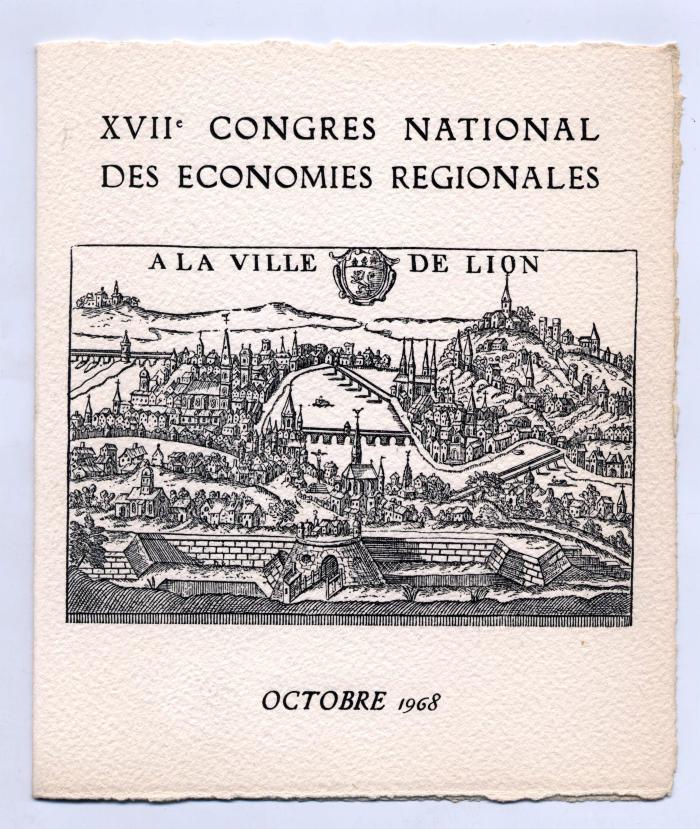 XVIIe CONGRES NATIONAL
DES ECONOMIES REGIONALES
A LA VILLE DE LION
OCTOBRE 1968